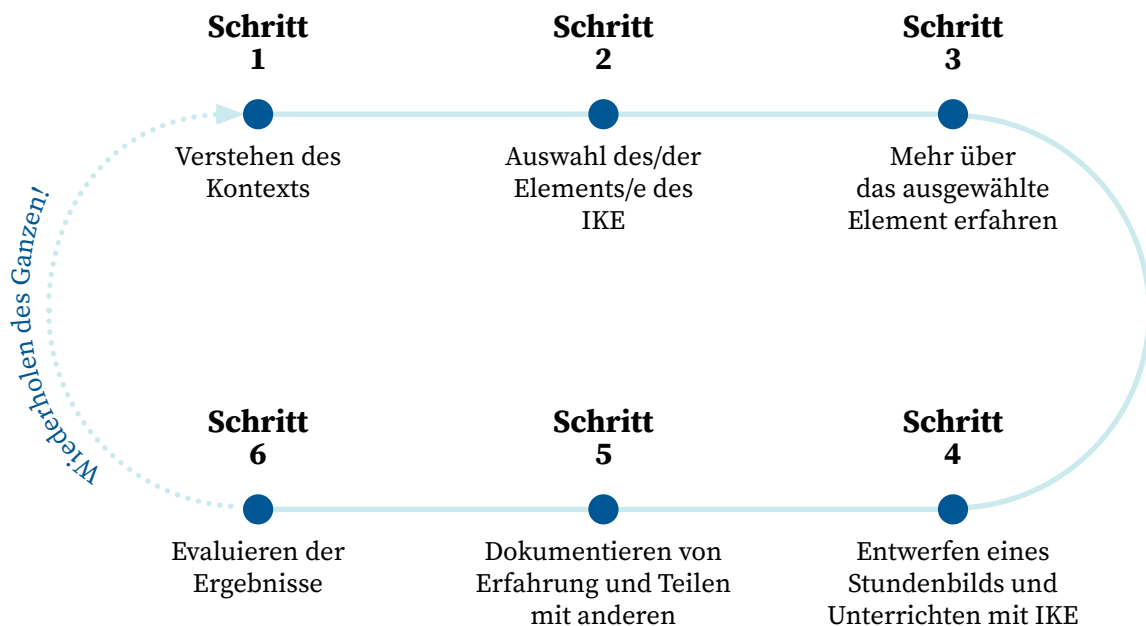 Schritt
1
Verstehen des
Kontexts
Schritt
2
Auswahl des/der
Elements/e des
IKE
Schritt
3
Mehr über
das ausgewählte
Element erfahren
Schritt
4
Entwerfen eines
Stundenbilds und
Unterrichten mit IKE
Schritt
5
Dokumentieren von
Erfahrung und Teilen
mit anderen
Schritt
6
Evaluieren der
Ergebnisse
Wiederholen des Ganzen!